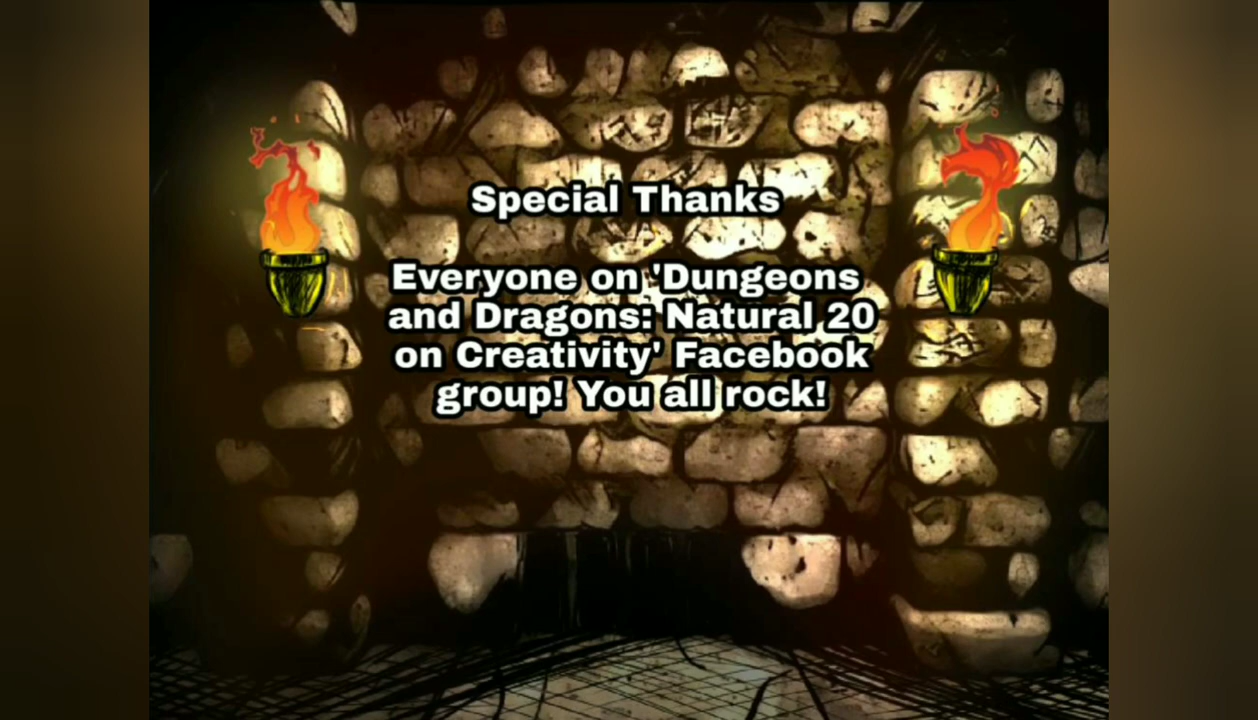 Special Thanks
Everyone on 'Dungeons
and Dragons: Natural 20
on Creativity' Facebook
group! You all rock!